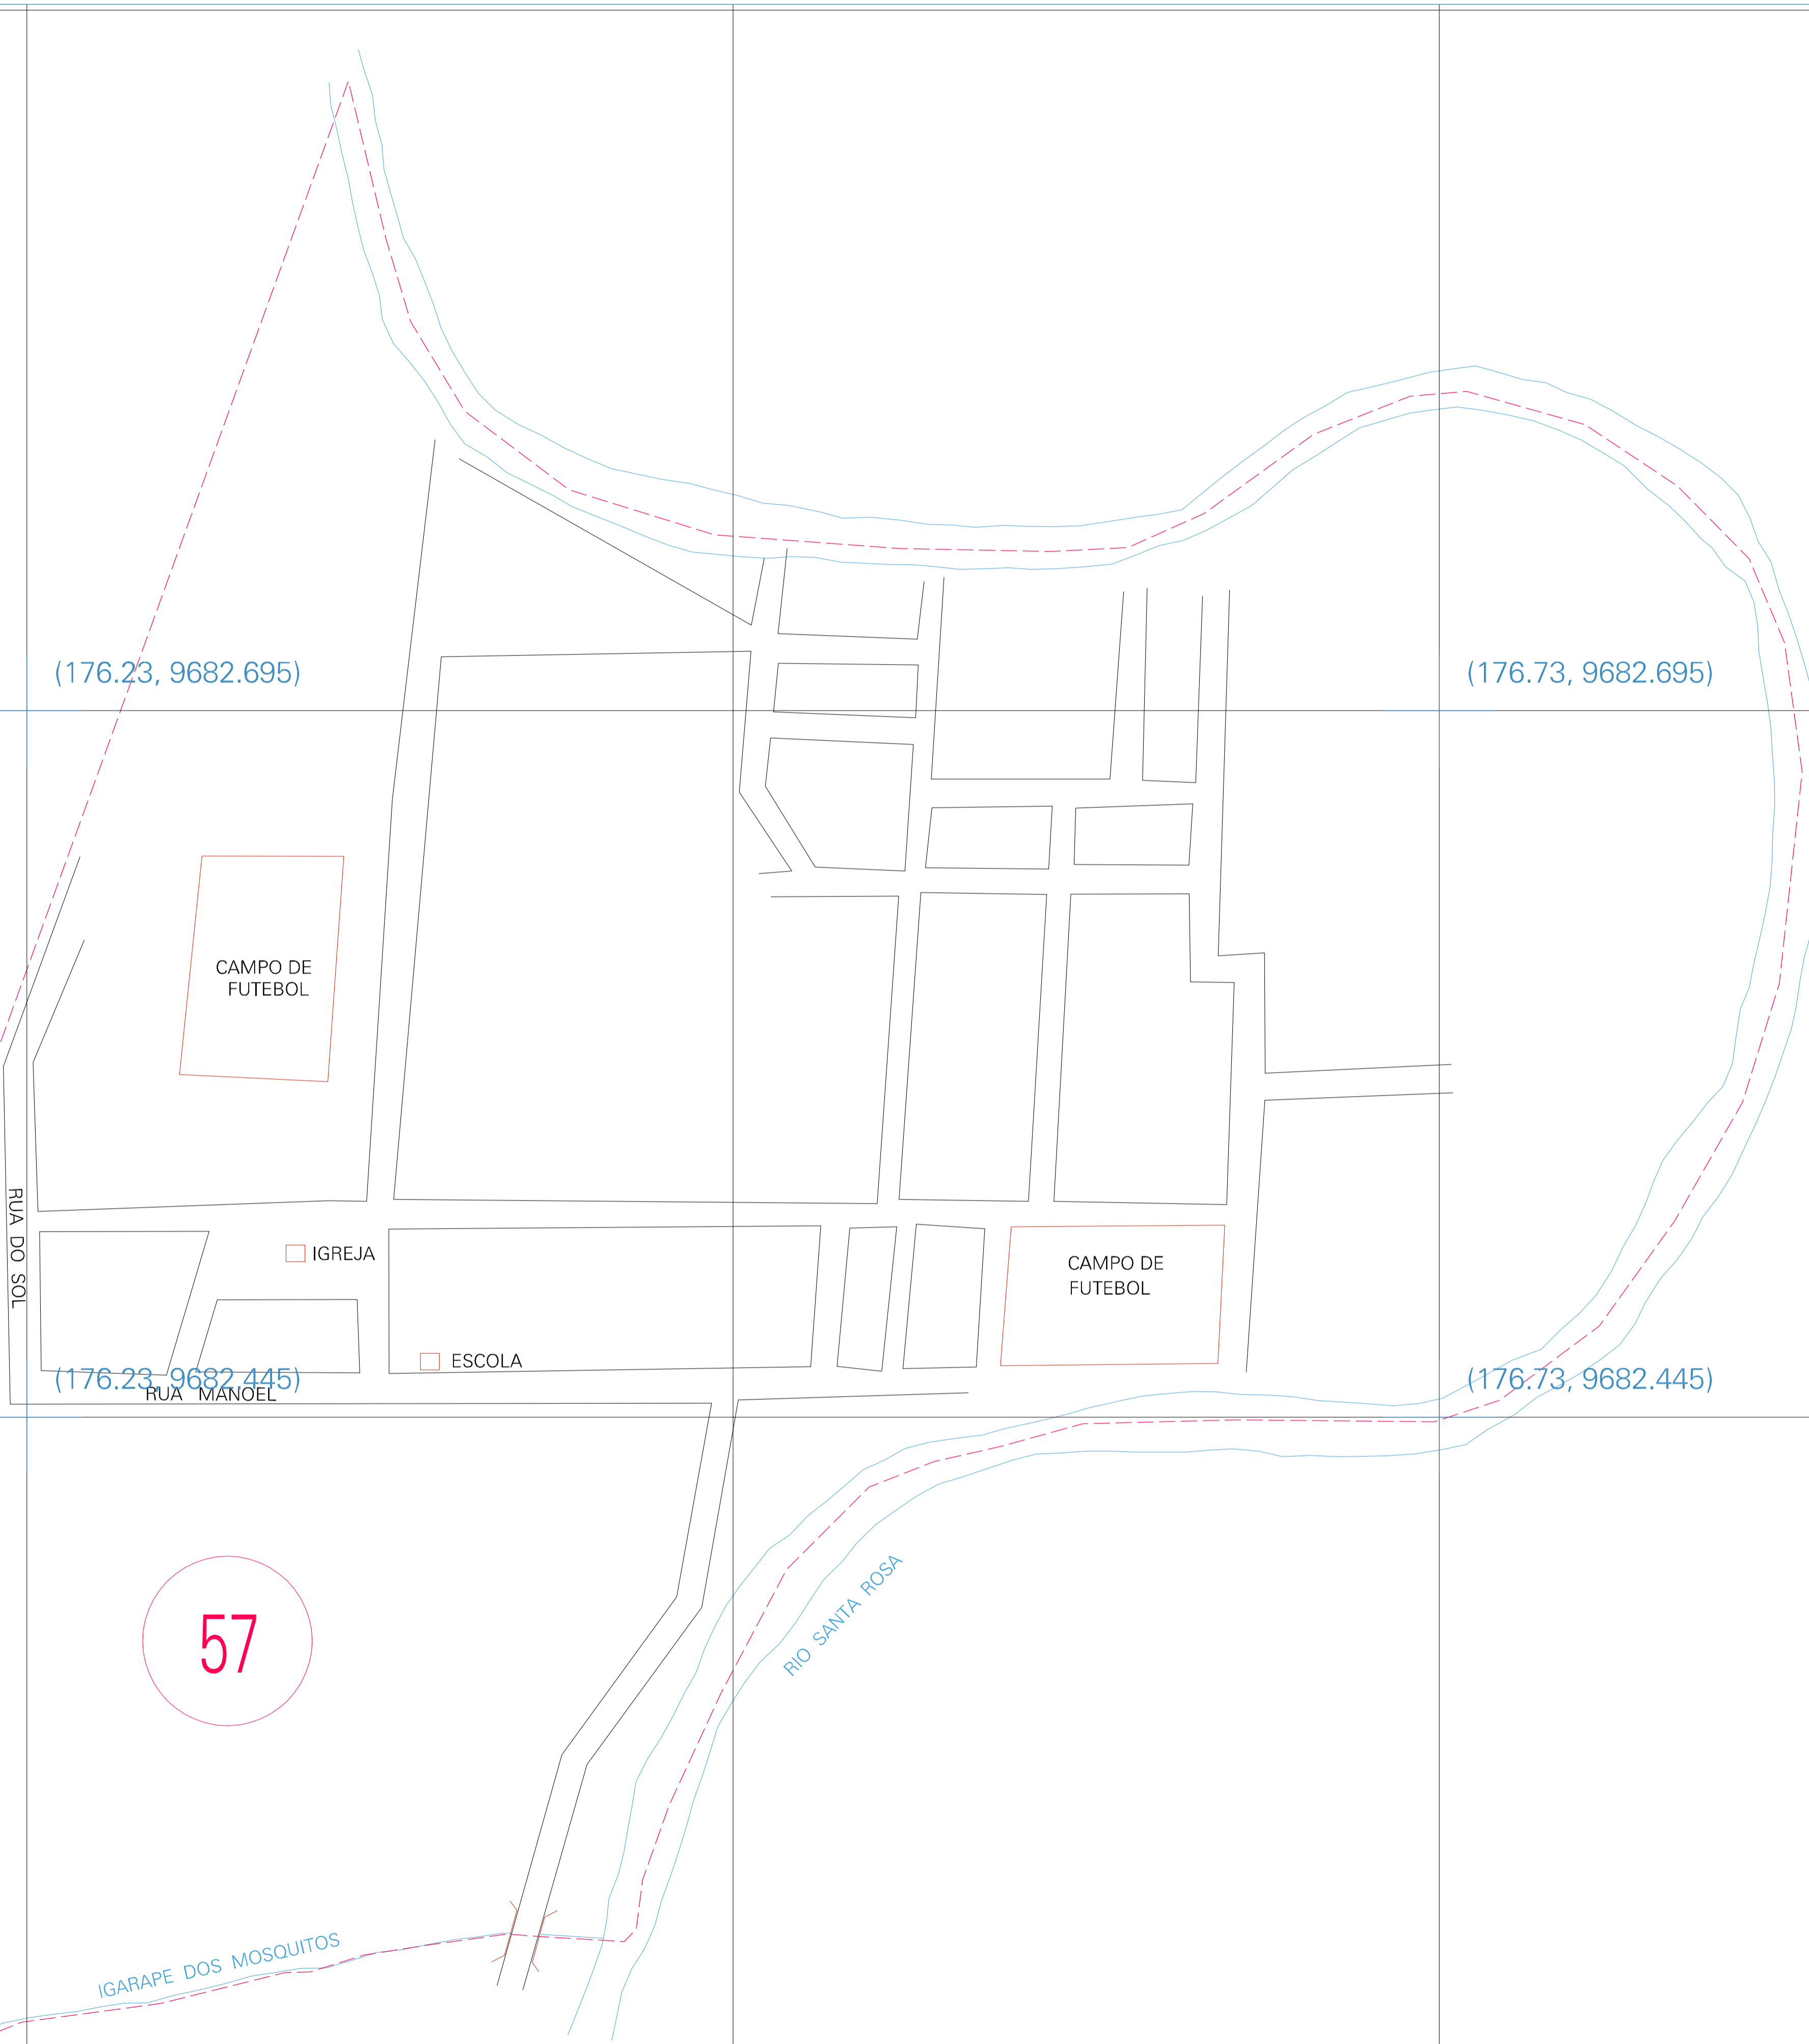 (176.23, 9682.695)
(176.73, 9682.695)
CAMPO DE
FUTEBOL
RUA DO SOL
IGREJA
CAMPO DE
FUTEBOL
ESCOLA
(176.23, 9682.445)
(176.73, 9682.445)
RUA MANOEL
57
RIO SANTA ROSA
IGARAPE DOS MOSQUITOS